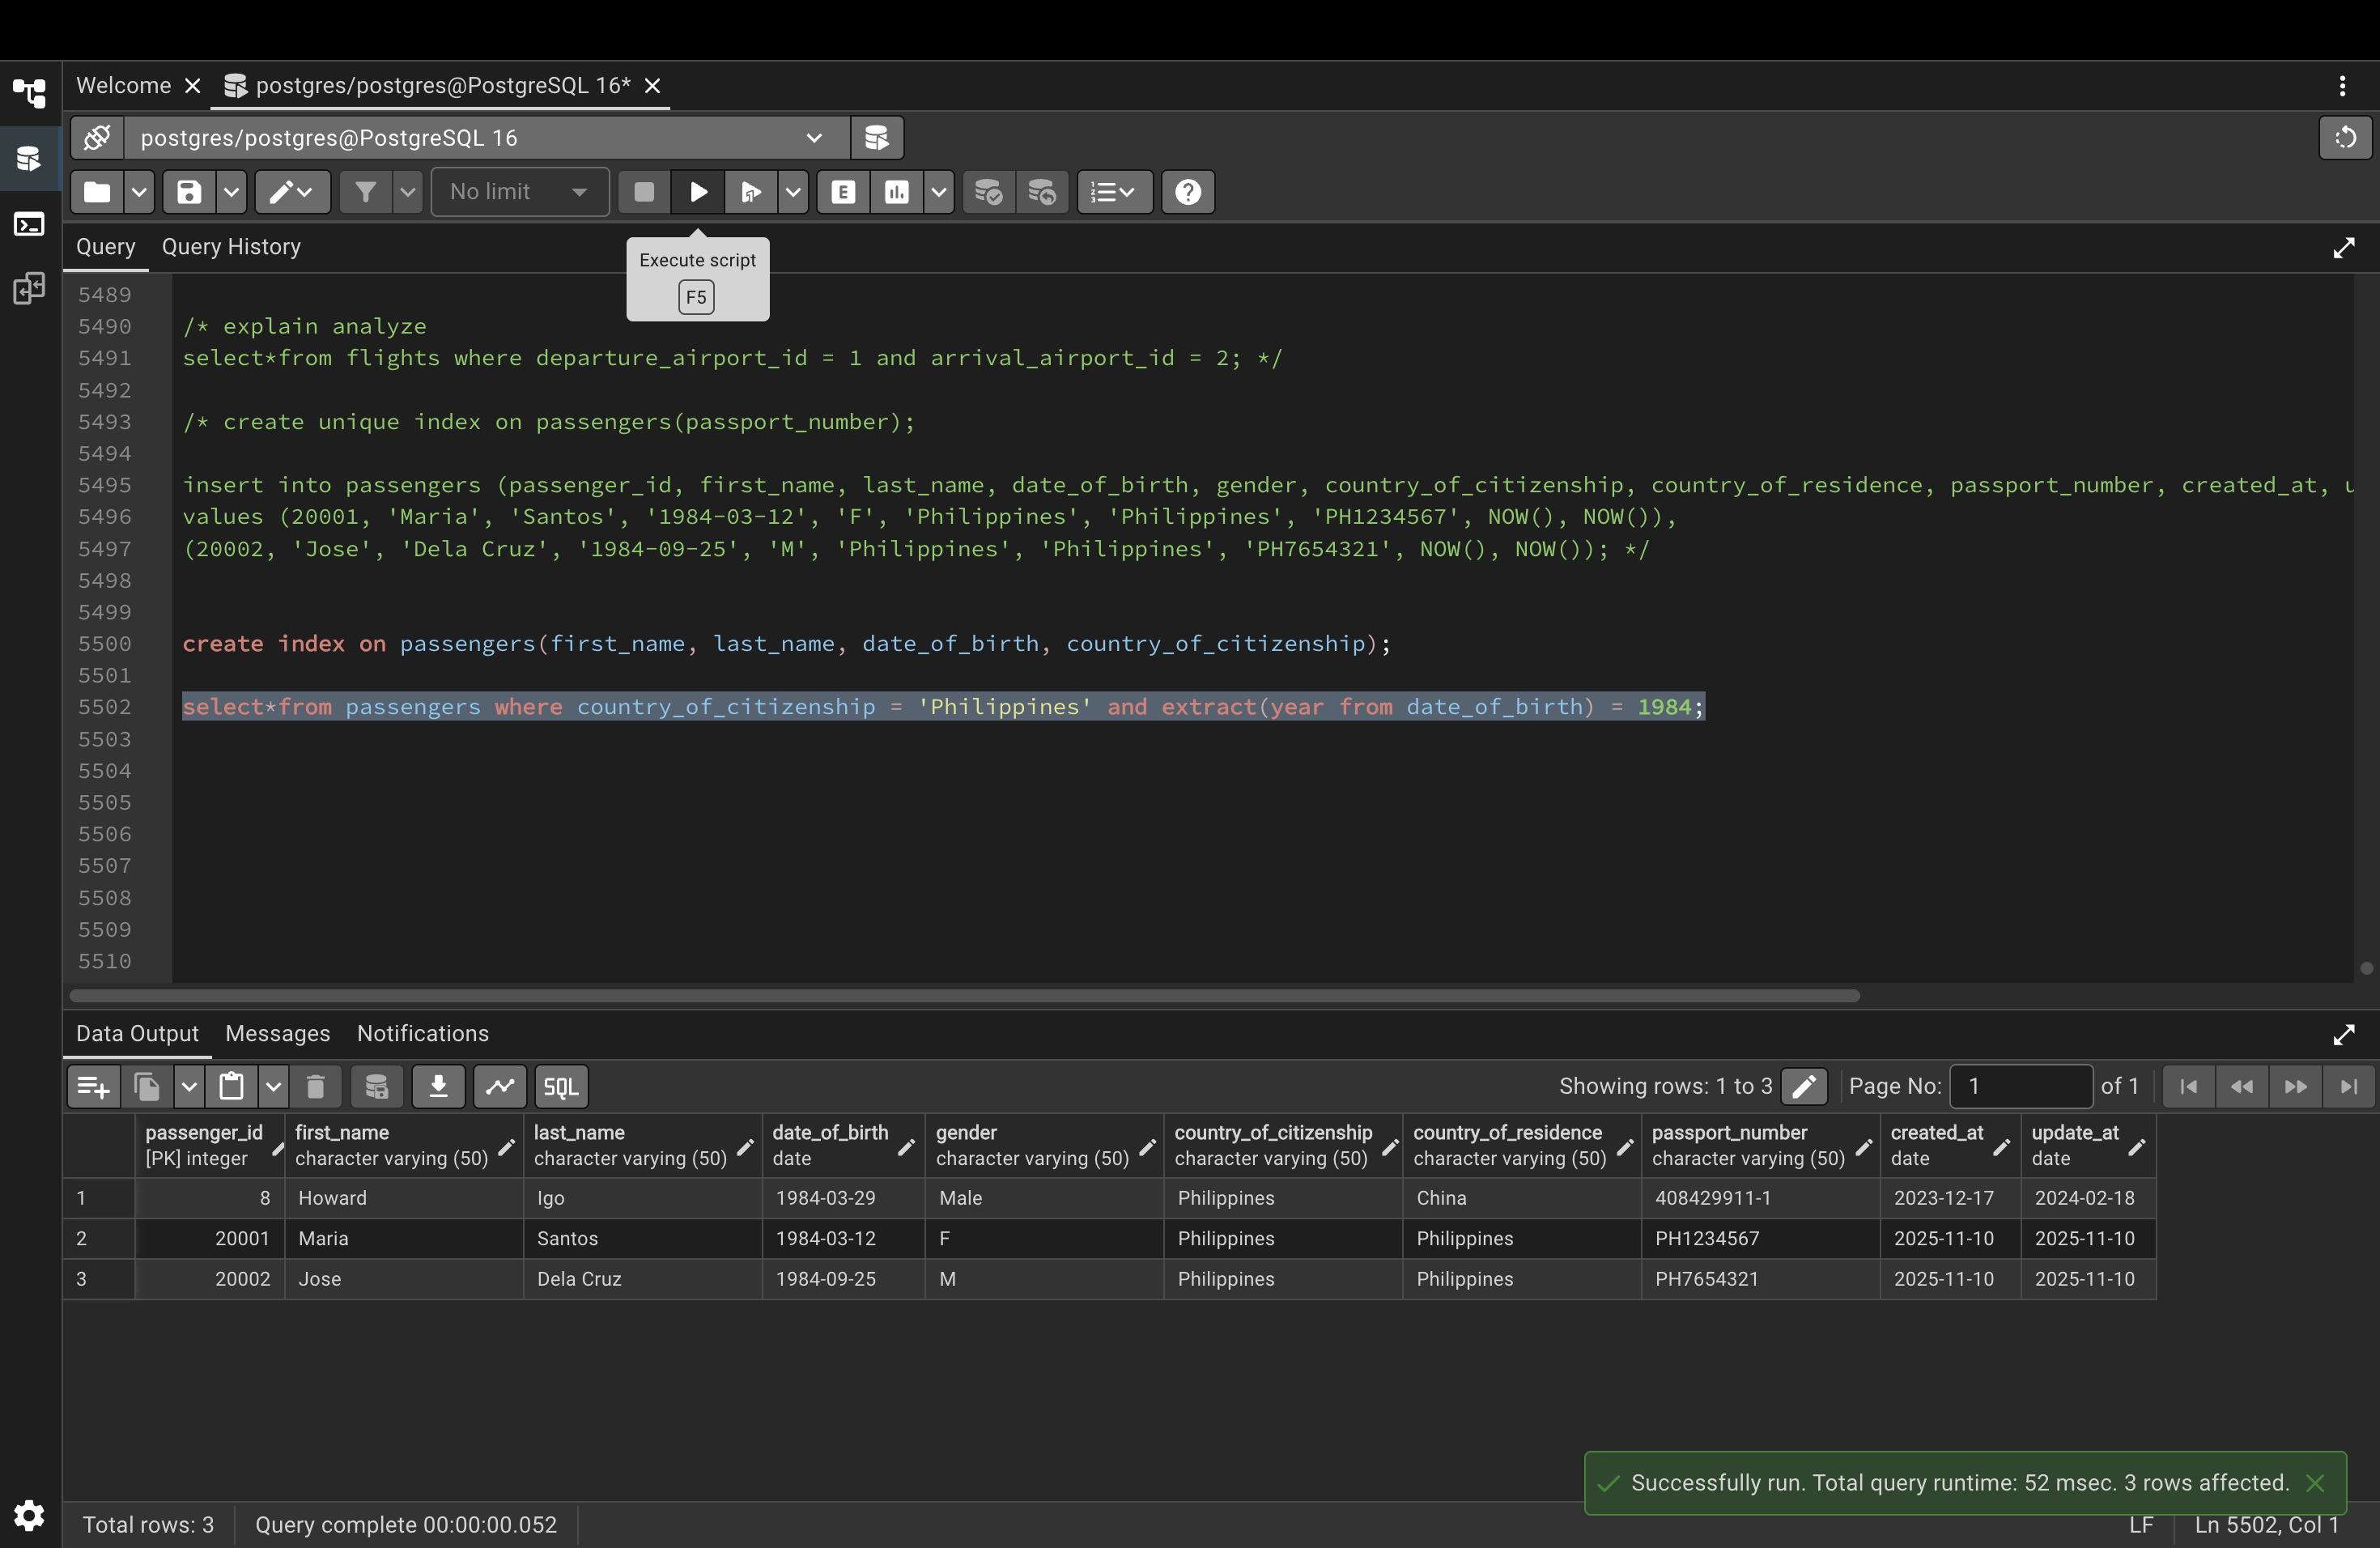 Welcome
postgres/postgres@PostgreSQL 16*
postgres/postgres@PostgreSQL 16
No limit
E
Query Query History
Execute script
F5
5489
5490 /* explain analyze
5491 select*from flights where departure_airport_id = 1 and arrival_airport_id = 2; */
5492
5493 /* create unique index on passengers(passport_number);
5494
5495 insert into passengers (passenger_id, first_name, last_name, date_of_birth, gender, country_of_citizenship, country_of_residence, passport_number, created_at, u
5496 values (20001, 'Maria', 'Santos', '1984-03-12', 'F', 'Philippines', 'Philippines', 'PH1234567', NOW(), NOW()),
5497 (20002, 'Jose', 'Dela Cruz', '1984-09-25', 'M', 'Philippines', 'Philippines', 'PH7654321', NOW(), NOW()); */
5498
5499
5500 create index on passengers(first_name, last_name, date_of_birth, country_of_citizenship);
5501
5502 select*from passengers where country_of_citizenship = 'Philippines' and extract(year from date_of_birth) = 1984;
5503
5504
5505
5506
5507
5508
5509
5510
Data Output Messages Notifications
SQL Showing rows: 1 to 3 Page No: 1 of 1
passenger_id first_name last_name date_of_birth gender country_of_citizenship country_of_residence passport_number created_at update_at
[PK] integer character varying (50) character varying (50) date character varying (50) character varying (50) character varying (50) character varying (50) date date
1 8 Howard Igo 1984-03-29 Male Philippines China 408429911-1 2023-12-17 2024-02-18
2 20001 Maria Santos 1984-03-12 F Philippines Philippines PH1234567 2025-11-10 2025-11-10
3 20002 Jose Dela Cruz 1984-09-25 M Philippines Philippines PH7654321 2025-11-10 2025-11-10
Successfully run. Total query runtime: 52 msec. 3 rows affected.
Total rows: 3 Query complete 00:00:00.052 LF Ln 5502, Col 1